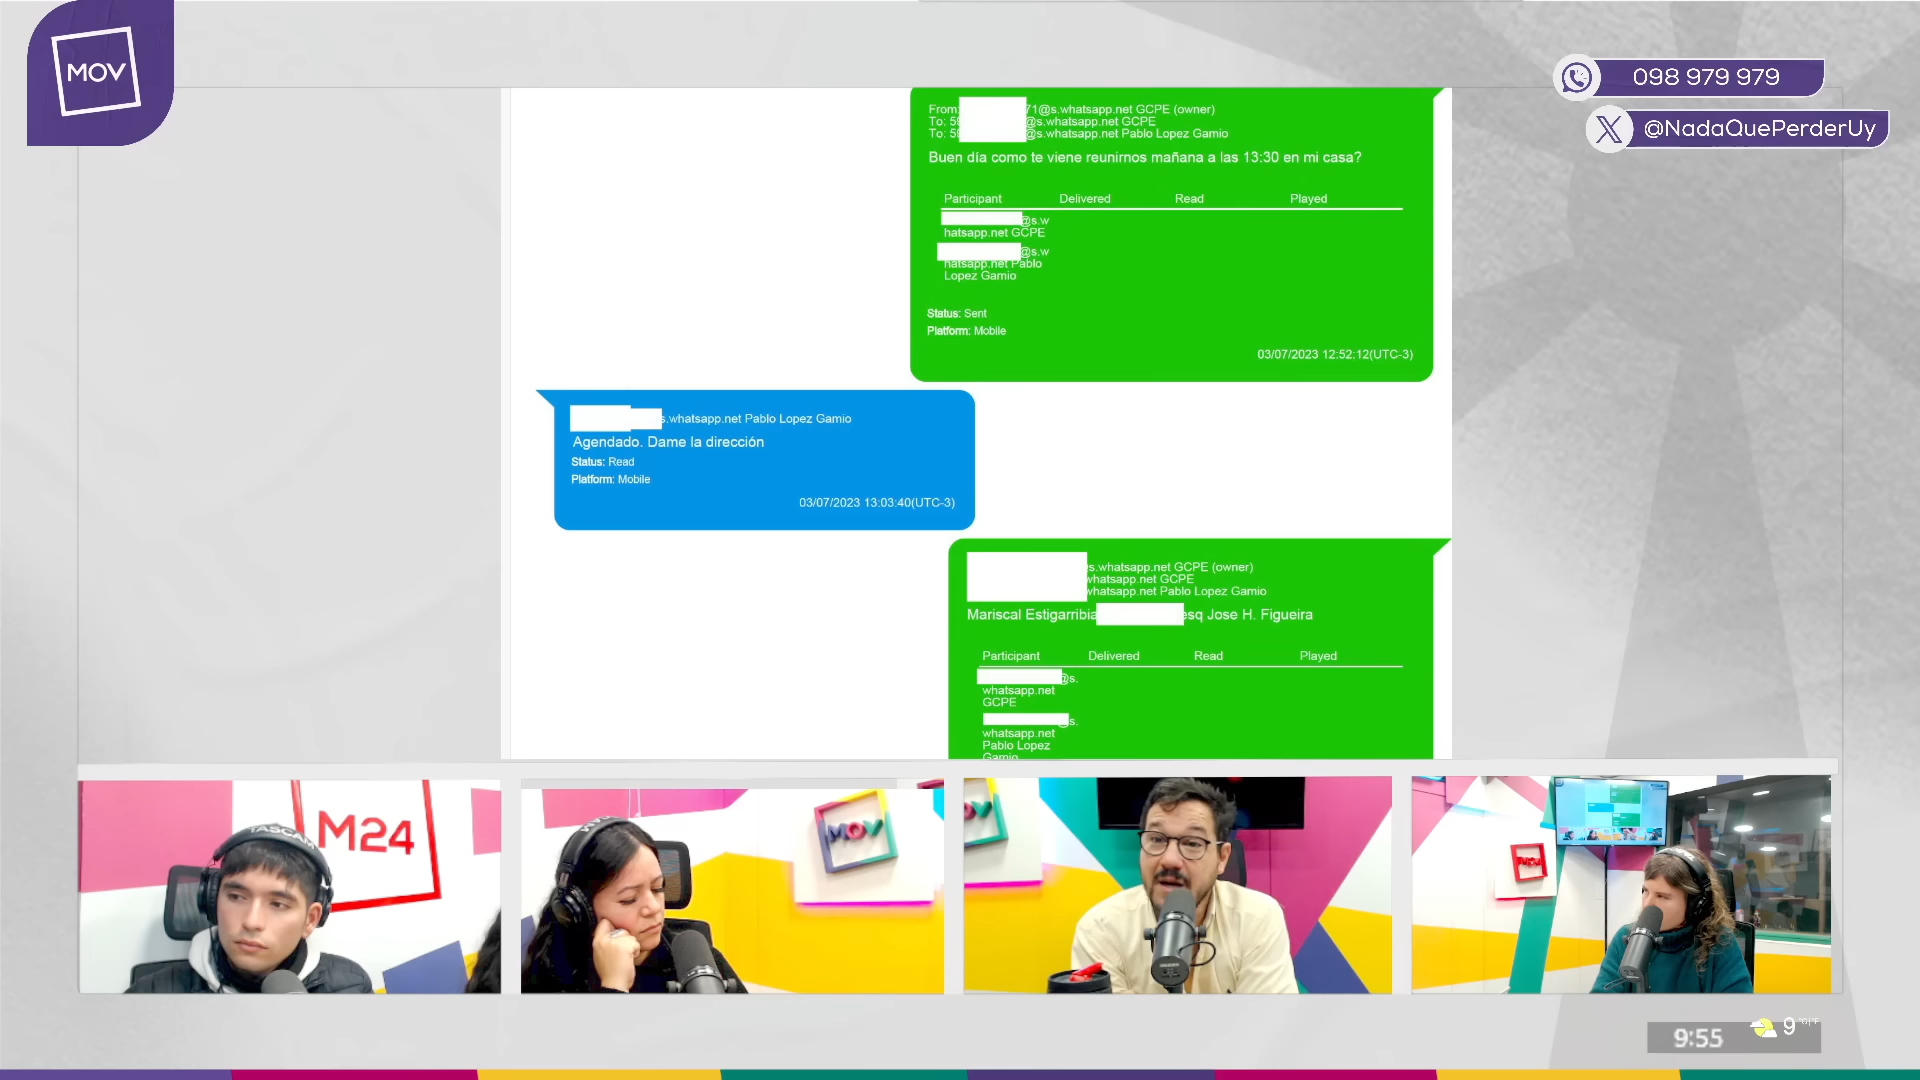 MOV
098 979 979
@NadaQuePerderUy
From: 71@s.whatsapp.net GCPE (owner)
To: 59 @s.whatsapp.net GCPE
To: 59 @s.whatsapp.net Pablo Lopez Gamio
Buen día como te viene reunirnos mañana a las 13:30 en mi casa?
Participant Delivered Read Played
@s.w
hatsapp.net GCPE
@s.w
hatsapp.net Pablo
Lopez Gamio
Status: Sent
Platform: Mobile
03/07/2023 12:52:12(UTC-3)
s.whatsapp.net Pablo Lopez Gamio
Agendado. Dame la dirección
Status: Read
Platform: Mobile
03/07/2023 13:03:40(UTC-3)
s.whatsapp.net GCPE (owner)
whatsapp.net GCPE
whatsapp.net Pablo Lopez Gamio
Mariscal Estigarribia esq Jose H. Figueira
Participant Delivered Read Played
@s.
whatsapp.net
GCPE
@s.
whatsapp.net
Pablo Lopez
Gamio
M24
TASCAM
MOV
9:55
9